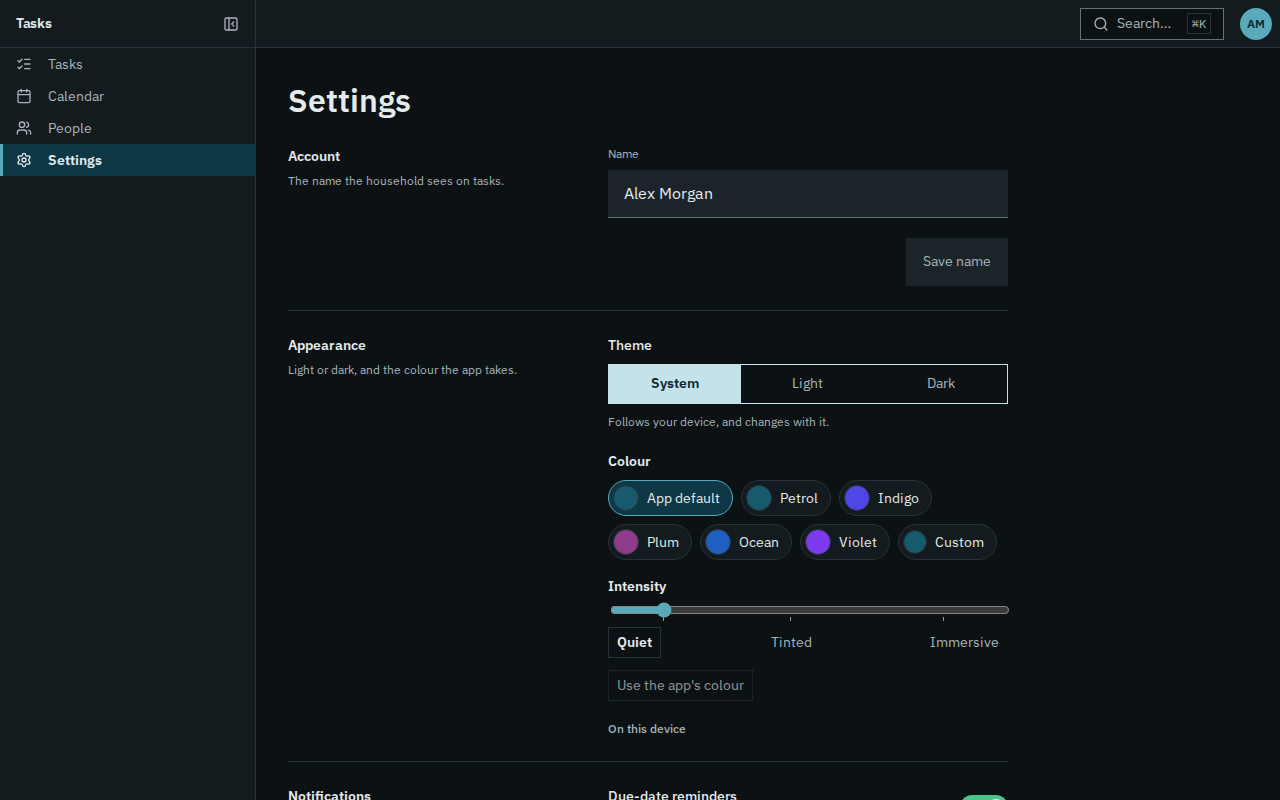 Tasks
Search... ⌘K
AM
Tasks
Calendar
People
Settings
Settings
Account
The name the household sees on tasks.
Name
Alex Morgan
Save name
Appearance
Light or dark, and the colour the app takes.
Theme
System Light Dark
Follows your device, and changes with it.
Colour
App default Petrol Indigo
Plum Ocean Violet Custom
Intensity
Quiet Tinted Immersive
Use the app's colour
On this device
Notifications
Due-date reminders